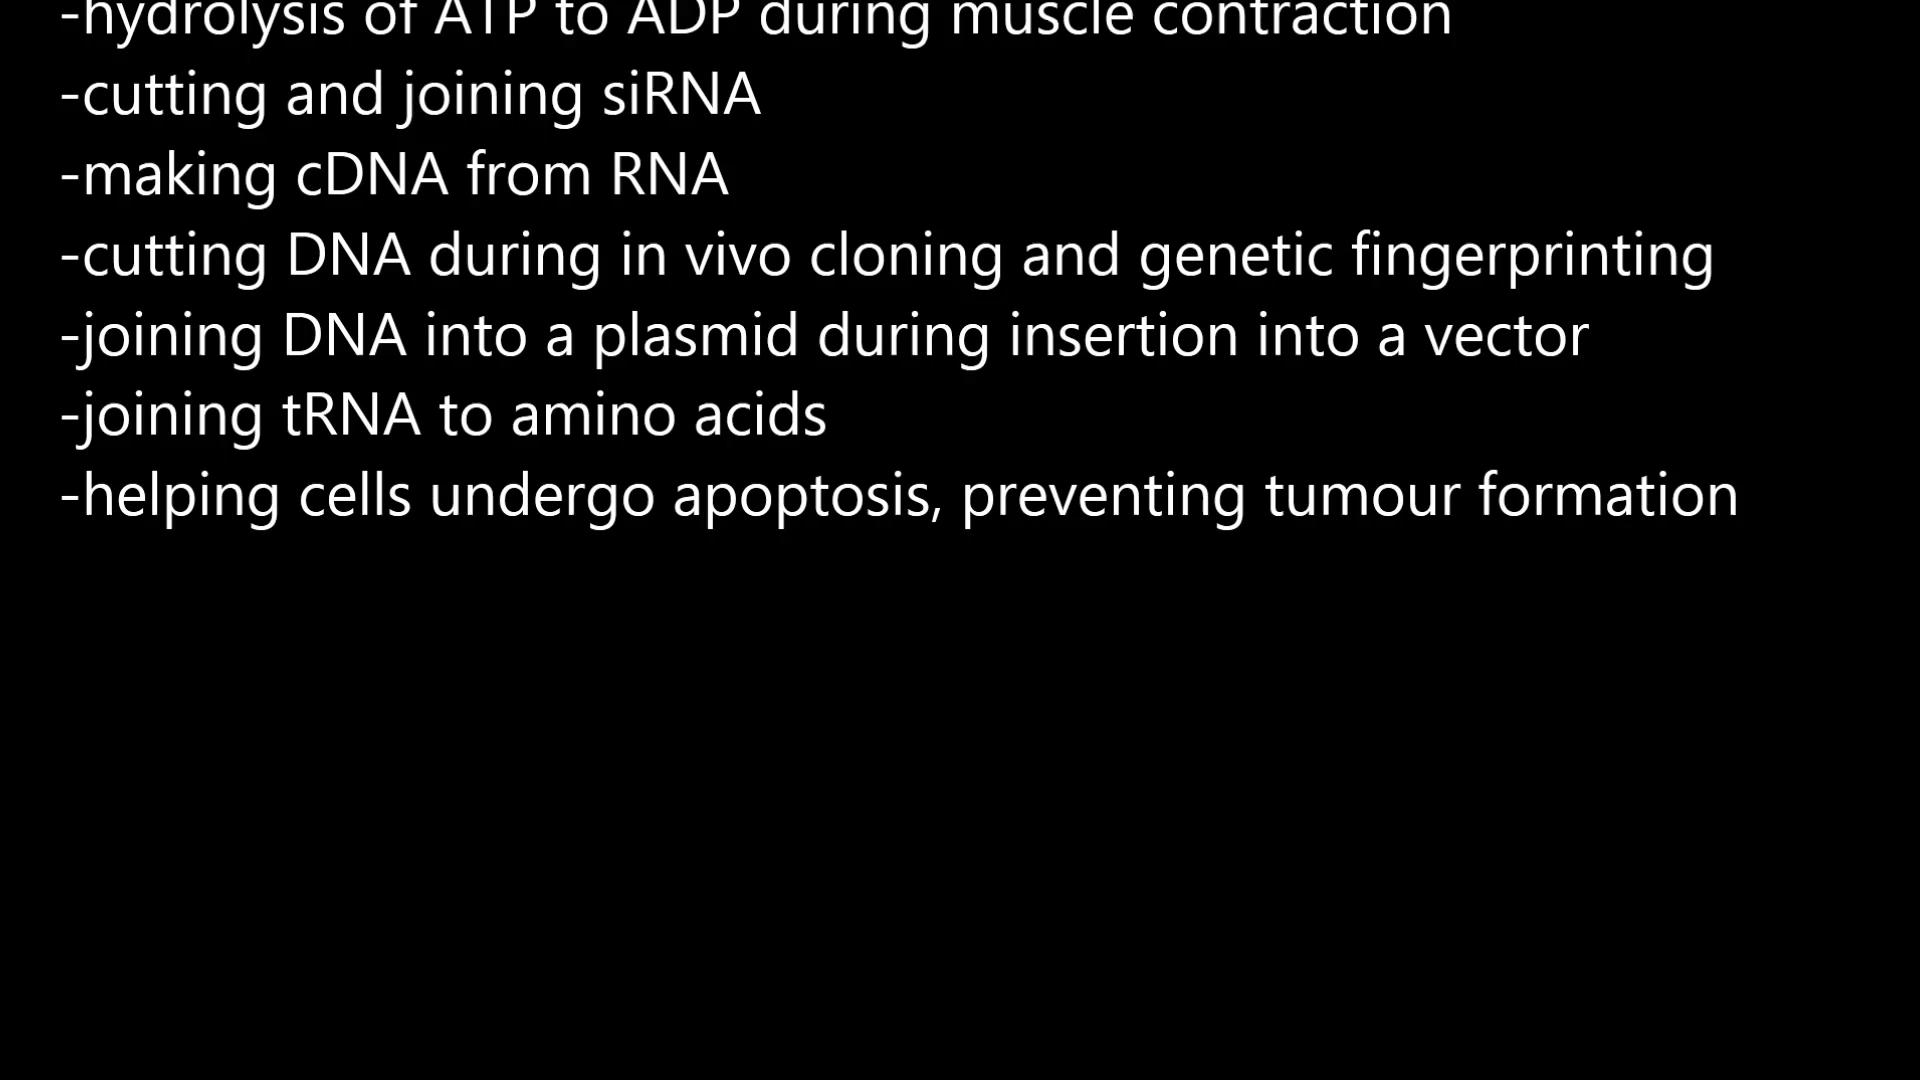 -hydrolysis of ATP to ADP during muscle contraction
-cutting and joining siRNA
-making cDNA from RNA
-cutting DNA during in vivo cloning and genetic fingerprinting
-joining DNA into a plasmid during insertion into a vector
-joining tRNA to amino acids
-helping cells undergo apoptosis, preventing tumour formation